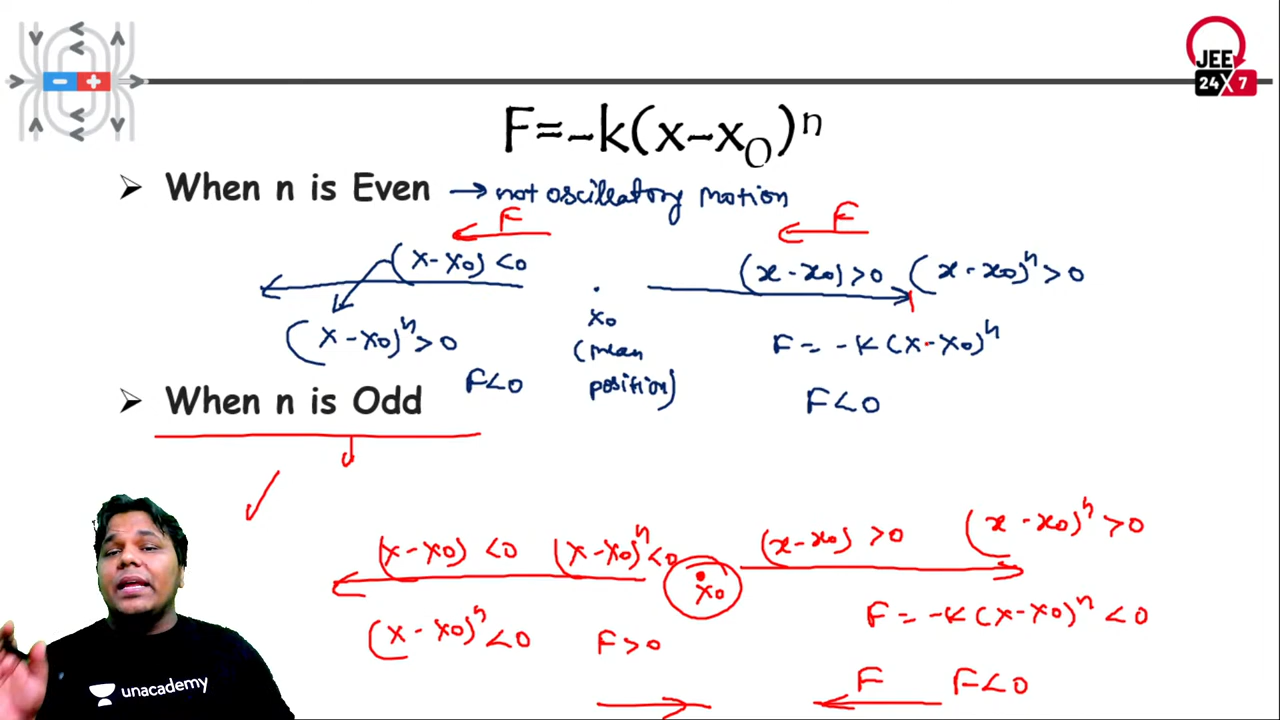 JEE
24X7
F=-k(x-x₀)ⁿ
➢ When n is Even → not oscillatory motion
F F
(x-x₀) <0 (x-x₀) >0 (x-x₀)ⁿ >0
(x-x₀)ⁿ >0 x₀ F = -k(x-x₀)ⁿ
(mean
position)
F<0 F<0
➢ When n is Odd
(x-x₀) <0 (x-x₀)ⁿ <0 x₀ (x-x₀) >0 (x-x₀)ⁿ >0
(x-x₀)ⁿ <0 F>0 F = -k(x-x₀)ⁿ <0
F F<0
unacademy